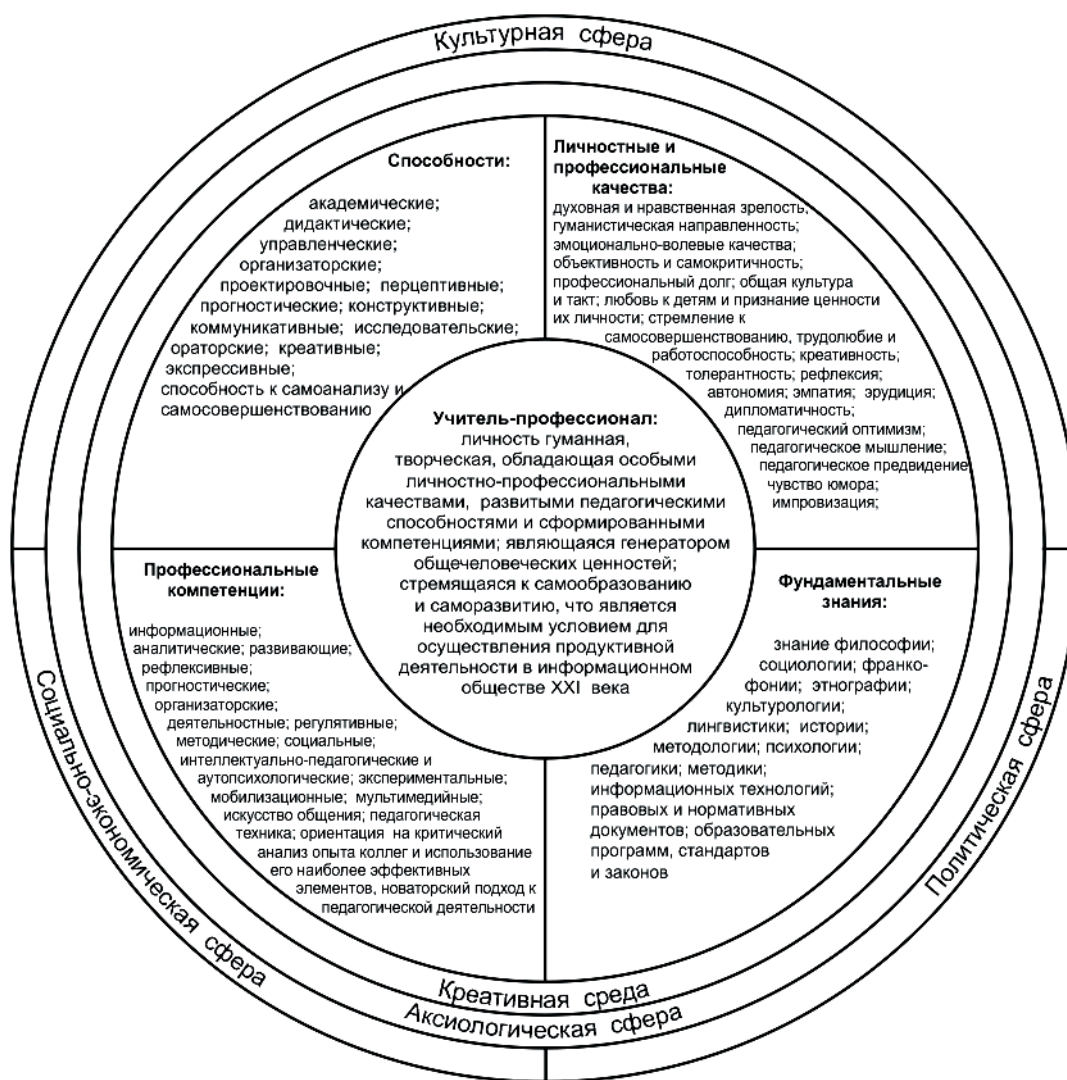 Культурная сфера
Способности:
академические;
дидактические;
управленческие;
организаторские;
проектировочные; перцептивные;
прогностические; конструктивные;
коммуникативные; исследовательские;
ораторские; креативные;
экспрессивные;
способность к самоанализу и
самосовершенствованию
Личностные и
профессиональные
качества:
духовная и нравственная зрелость,
гуманистическая направленность;
эмоционально-волевые качества;
объективность и самокритичность;
профессиональный долг; общая культура
и такт; любовь к детям и признание ценности
их личности; стремление к
самосовершенствованию, трудолюбие и
работоспособность; креативность;
толерантность; рефлексия;
автономия; эмпатия; эрудиция;
дипломатичность;
педагогический оптимизм;
педагогическое мышление;
педагогическое предвидение
чувство юмора;
импровизация;
Учитель-профессионал:
личность гуманная,
творческая, обладающая особыми
личностно-профессиональными
качествами, развитыми педагогическими
способностями и сформированными
компетенциями; являющаяся генератором
общечеловеческих ценностей;
стремящаяся к самообразованию
и саморазвитию, что является
необходимым условием для
осуществления продуктивной
деятельности в информационном
обществе XXI века
Профессиональные
компетенции:
информационные;
аналитические; развивающие;
рефлексивные;
прогностические;
организаторские;
деятельностные; регулятивные;
методические; социальные;
интеллектуально-педагогические и
аутопсихологические; экспериментальные;
мобилизационные; мультимедийные;
искусство общения; педагогическая
техника; ориентация на критический
анализ опыта коллег и использование
его наиболее эффективных
элементов, новаторский подход к
педагогической деятельности
Фундаментальные
знания:
знание философии;
социологии; франко-
фонии; этнографии;
культурологии;
лингвистики; истории;
методологии; психологии;
педагогики; методики;
информационных технологий;
правовых и нормативных
документов; образовательных
программ, стандартов
и законов
Социально-экономическая сфера
Политическая сфера
Креативная среда
Аксиологическая сфера